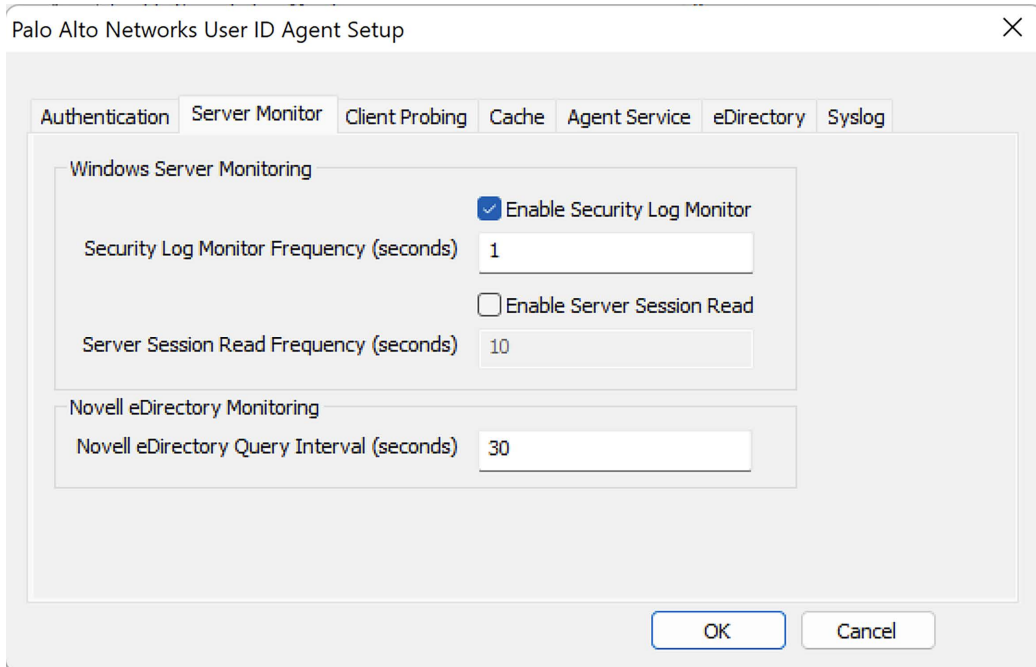 Palo Alto Networks User ID Agent Setup
Authentication Server Monitor Client Probing Cache Agent Service eDirectory Syslog
Windows Server Monitoring
Enable Security Log Monitor
Security Log Monitor Frequency (seconds) 1
Enable Server Session Read
Server Session Read Frequency (seconds) 10
Novell eDirectory Monitoring
Novell eDirectory Query Interval (seconds) 30
OK Cancel